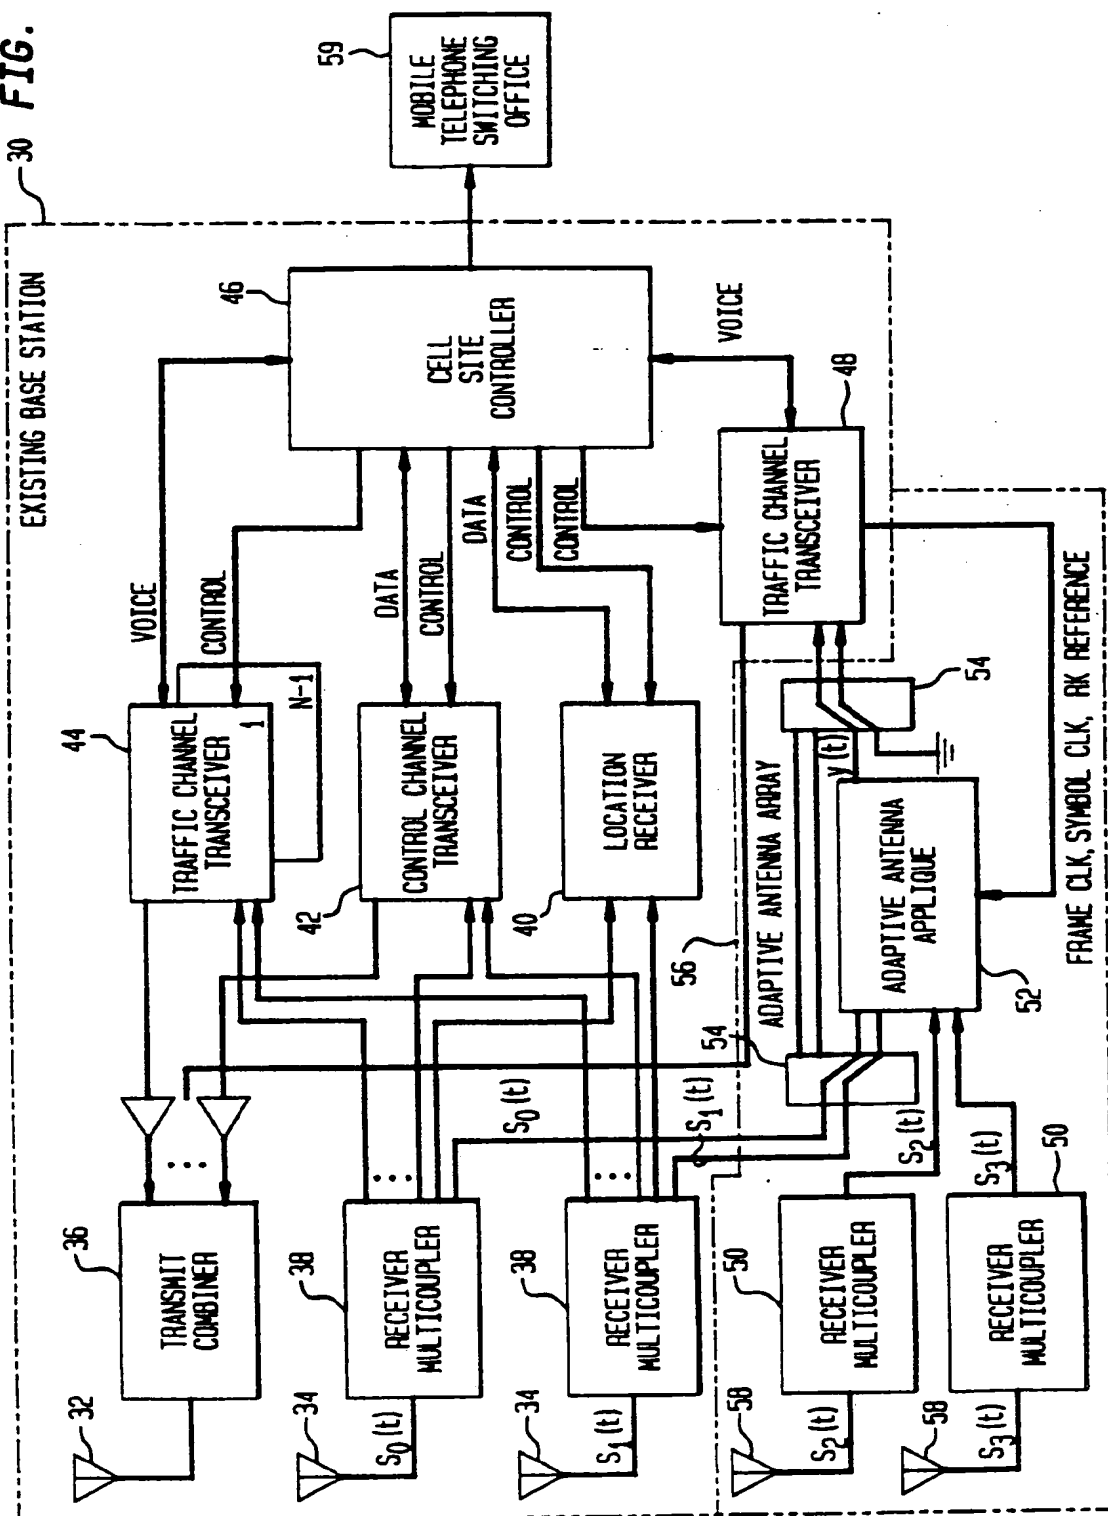 FIG.
30
EXISTING BASE STATION
59
MOBILE
TELEPHONE
SWITCHING
OFFICE
46
CELL
SITE
CONTROLLER
VOICE
CONTROL
DATA
CONTROL
DATA
CONTROL
CONTROL
VOICE
44
TRAFFIC CHANNEL
TRANSCEIVER
1
N-1
42
CONTROL CHANNEL
TRANSCEIVER
40
LOCATION
RECEIVER
48
TRAFFIC CHANNEL
TRANSCEIVER
36
TRANSMIT
COMBINER
32
38
RECEIVER
MULTICOUPLER
34
S0(t)
S0(t)
38
RECEIVER
MULTICOUPLER
34
S1(t)
S1(t)
56
ADAPTIVE ANTENNA ARRAY
54
54
y(t)
ADAPTIVE ANTENNA
APPLIQUE
52
FRAME CLK, SYMBOL CLK, RK REFERENCE
50
RECEIVER
MULTICOUPLER
58
S2(t)
S2(t)
50
RECEIVER
MULTICOUPLER
58
S3(t)
S3(t)